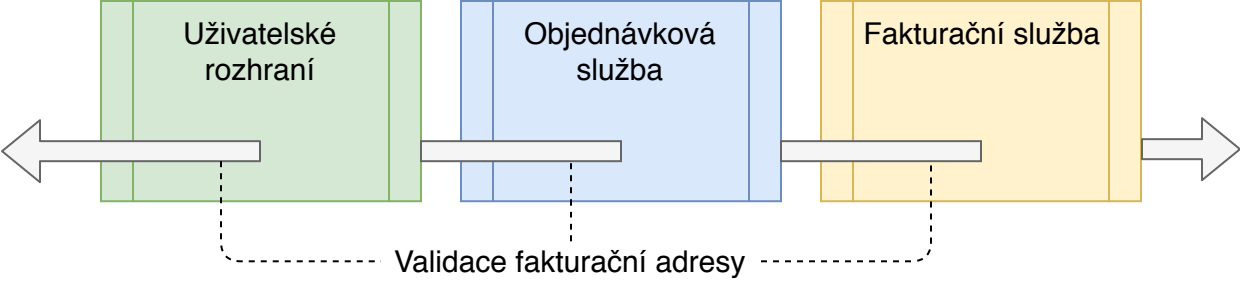 Uživatelské
rozhraní
Objednávková
služba
Fakturační služba
Validace fakturační adresy